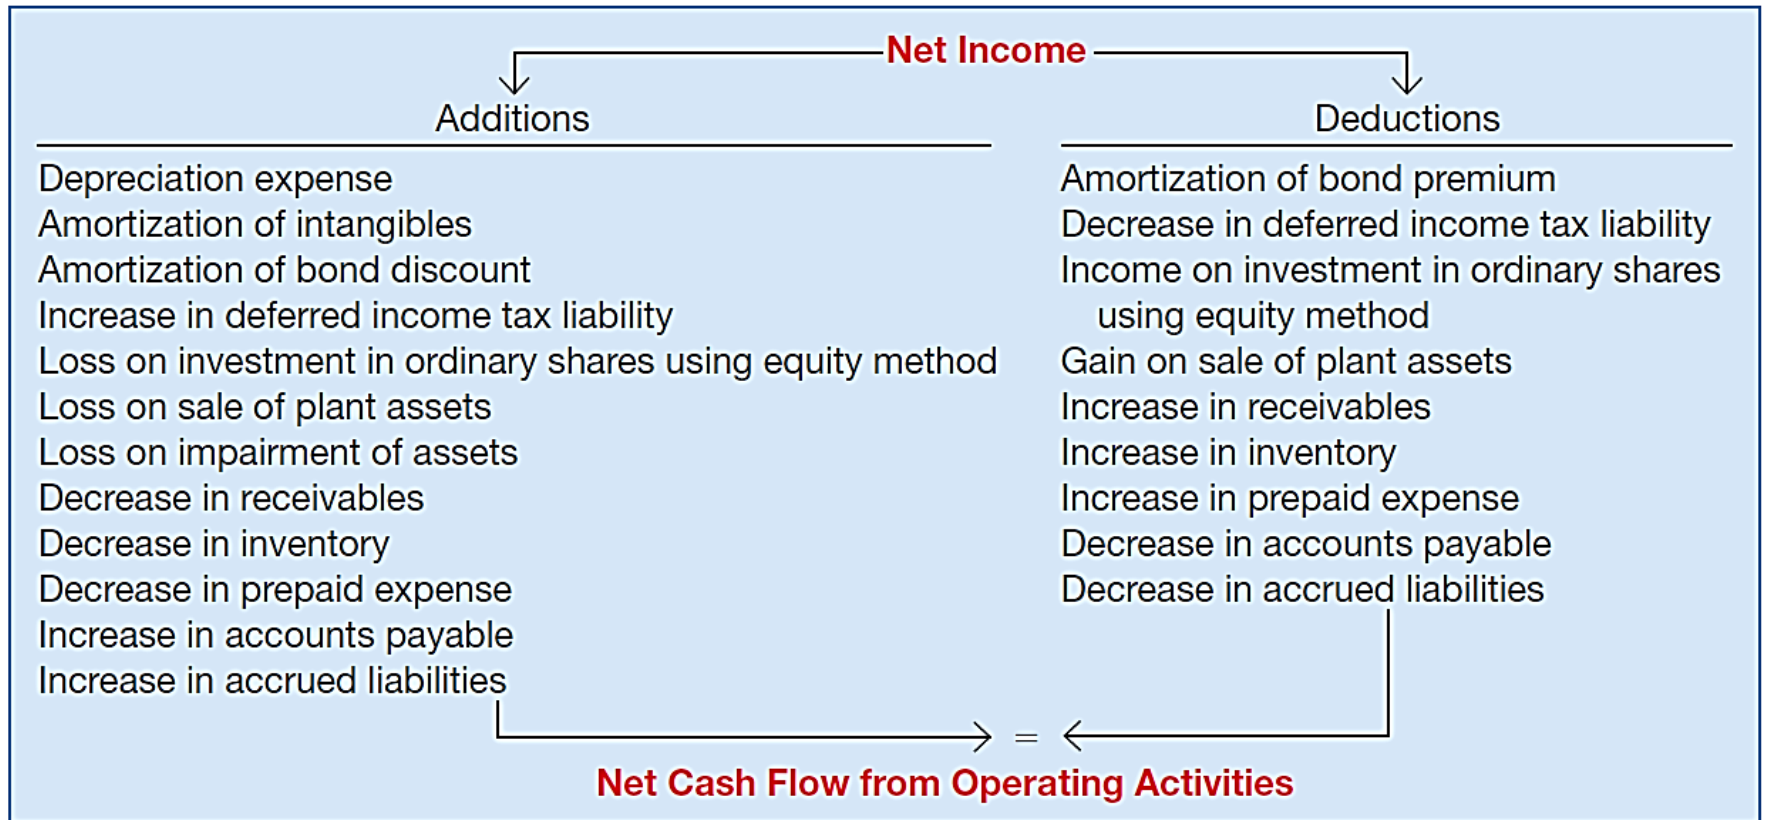 Net Income
Additions
Depreciation expense
Amortization of intangibles
Amortization of bond discount
Increase in deferred income tax liability
Loss on investment in ordinary shares using equity method
Loss on sale of plant assets
Loss on impairment of assets
Decrease in receivables
Decrease in inventory
Decrease in prepaid expense
Increase in accounts payable
Increase in accrued liabilities
Deductions
Amortization of bond premium
Decrease in deferred income tax liability
Income on investment in ordinary shares
using equity method
Gain on sale of plant assets
Increase in receivables
Increase in inventory
Increase in prepaid expense
Decrease in accounts payable
Decrease in accrued liabilities
=
Net Cash Flow from Operating Activities